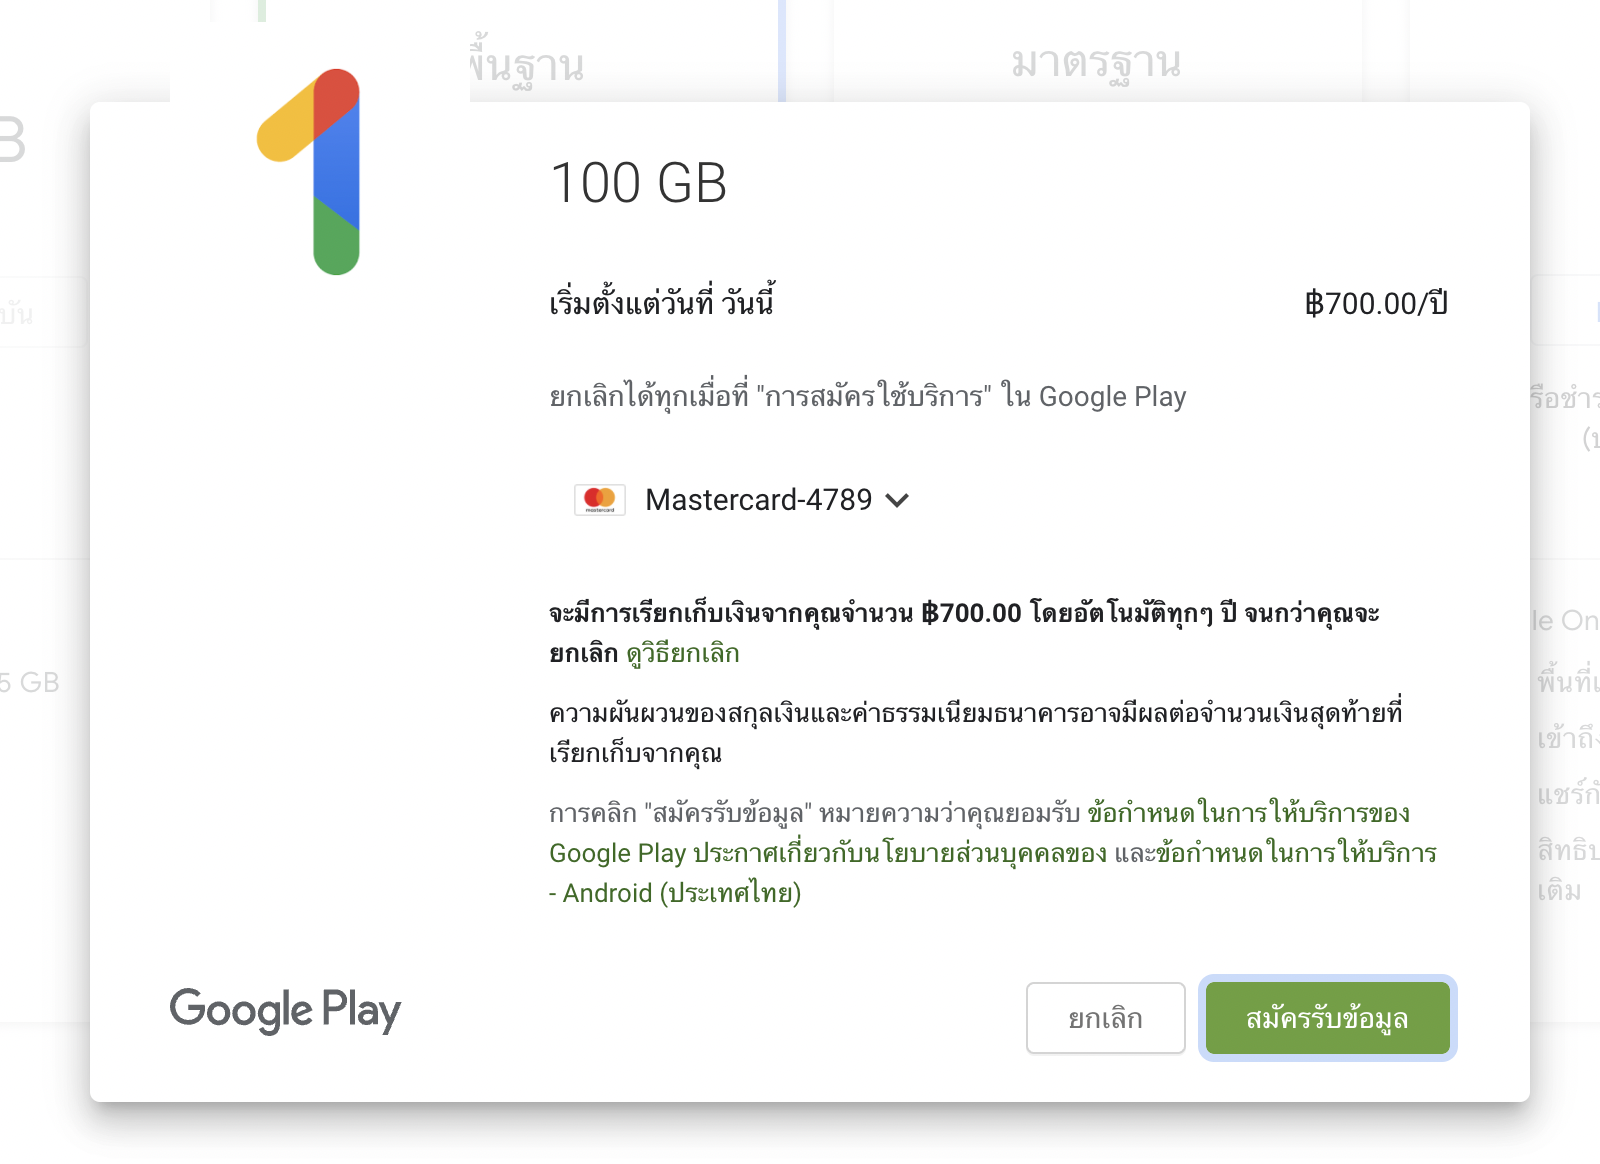 พื้นฐาน
มาตรฐาน
B
100 GB
เริ่มตั้งแต่วันที่ วันนี้ ฿700.00/ปี
ยกเลิกได้ทุกเมื่อที่ "การสมัครใช้บริการ" ใน Google Play
mastercard Mastercard-4789
จะมีการเรียกเก็บเงินจากคุณจำนวน ฿700.00 โดยอัตโนมัติทุกๆ ปี จนกว่าคุณจะ
ยกเลิก ดูวิธียกเลิก
ความผันผวนของสกุลเงินและค่าธรรมเนียมธนาคารอาจมีผลต่อจำนวนเงินสุดท้ายที่
เรียกเก็บจากคุณ
การคลิก "สมัครรับข้อมูล" หมายความว่าคุณยอมรับ ข้อกำหนดในการให้บริการของ
Google Play ประกาศเกี่ยวกับนโยบายส่วนบุคคลของ และข้อกำหนดในการให้บริการ
- Android (ประเทศไทย)
5 GB
เติม
Google Play
ยกเลิก
สมัครรับข้อมูล